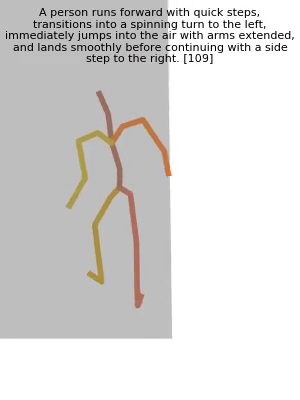 A person runs forward with quick steps,
transitions into a spinning turn to the left,
immediately jumps into the air with arms extended,
and lands smoothly before continuing with a side
step to the right. [109]